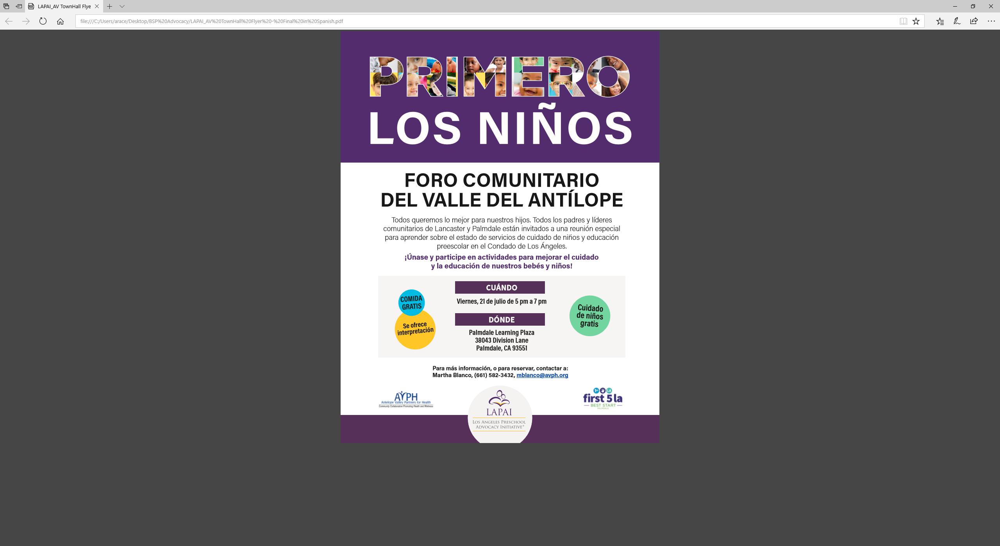 LAPAI_AV TownHall Flye
file:///C:/Users/arace/Desktop/BSP%20Advocacy/LAPAI_AV%20TownHall%20Flyer%20-%20Final%20in%20Spanish.pdf
PRIMERO
LOS NIÑOS
FORO COMUNITARIO
DEL VALLE DEL ANTÍLOPE
Todos queremos lo mejor para nuestros hijos. Todos los padres y líderes
comunitarios de Lancaster y Palmdale están invitados a una reunión especial
para aprender sobre el estado de servicios de cuidado de niños y educación
preescolar en el Condado de Los Ángeles.
¡Únase y participe en actividades para mejorar el cuidado
y la educación de nuestros bebés y niños!
COMIDA
GRATIS
Se ofrece
interpretación
CUÁNDO
Viernes, 21 de julio de 5 pm a 7 pm
DÓNDE
Palmdale Learning Plaza
38043 Division Lane
Palmdale, CA 93551
Cuidado
de niños
gratis
Para más información, o para reservar, contactar a:
Martha Blanco, (661) 582-3432, mblanco@avph.org
AVPH
Antelope Valley Partners for Health
Community Collaborative Promoting Health and Wellness
LAPAI
LOS ANGELES PRESCHOOL
ADVOCACY INITIATIVE®
1ST LA
first 5 la
BEST START
PALMDALE